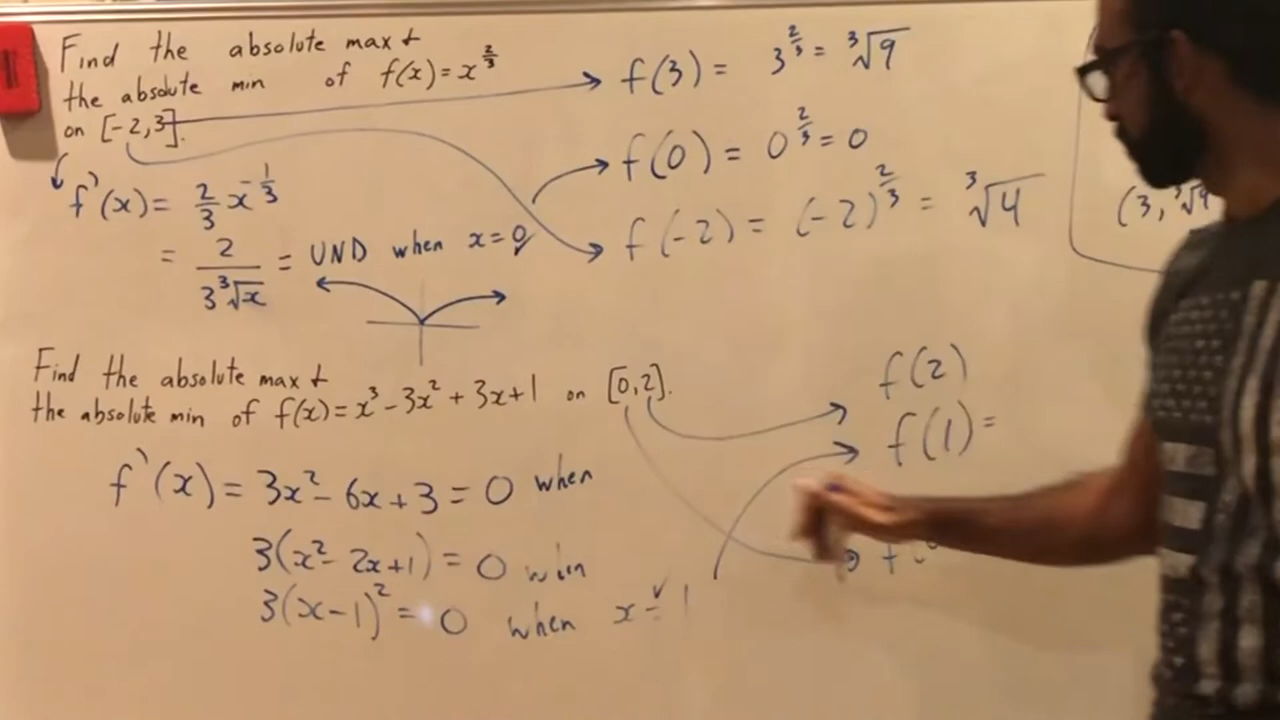 Find the absolute max +
the absolute min of f(x) = x^(2/3)
on [-2,3].
f'(x) = 2/3 x^(-1/3)
= 2/(3∛x) = UND when x=0
f(3) = 3^(2/3) = ∛9
f(0) = 0^(2/3) = 0
f(-2) = (-2)^(2/3) = ∛4
(3, ∛9
Find the absolute max +
the absolute min of f(x) = x³ - 3x² + 3x + 1 on [0,2].
f'(x) = 3x² - 6x + 3 = 0 when
3(x² - 2x + 1) = 0 when
3(x-1)² = 0 when x = 1
f(2)
f(1) =